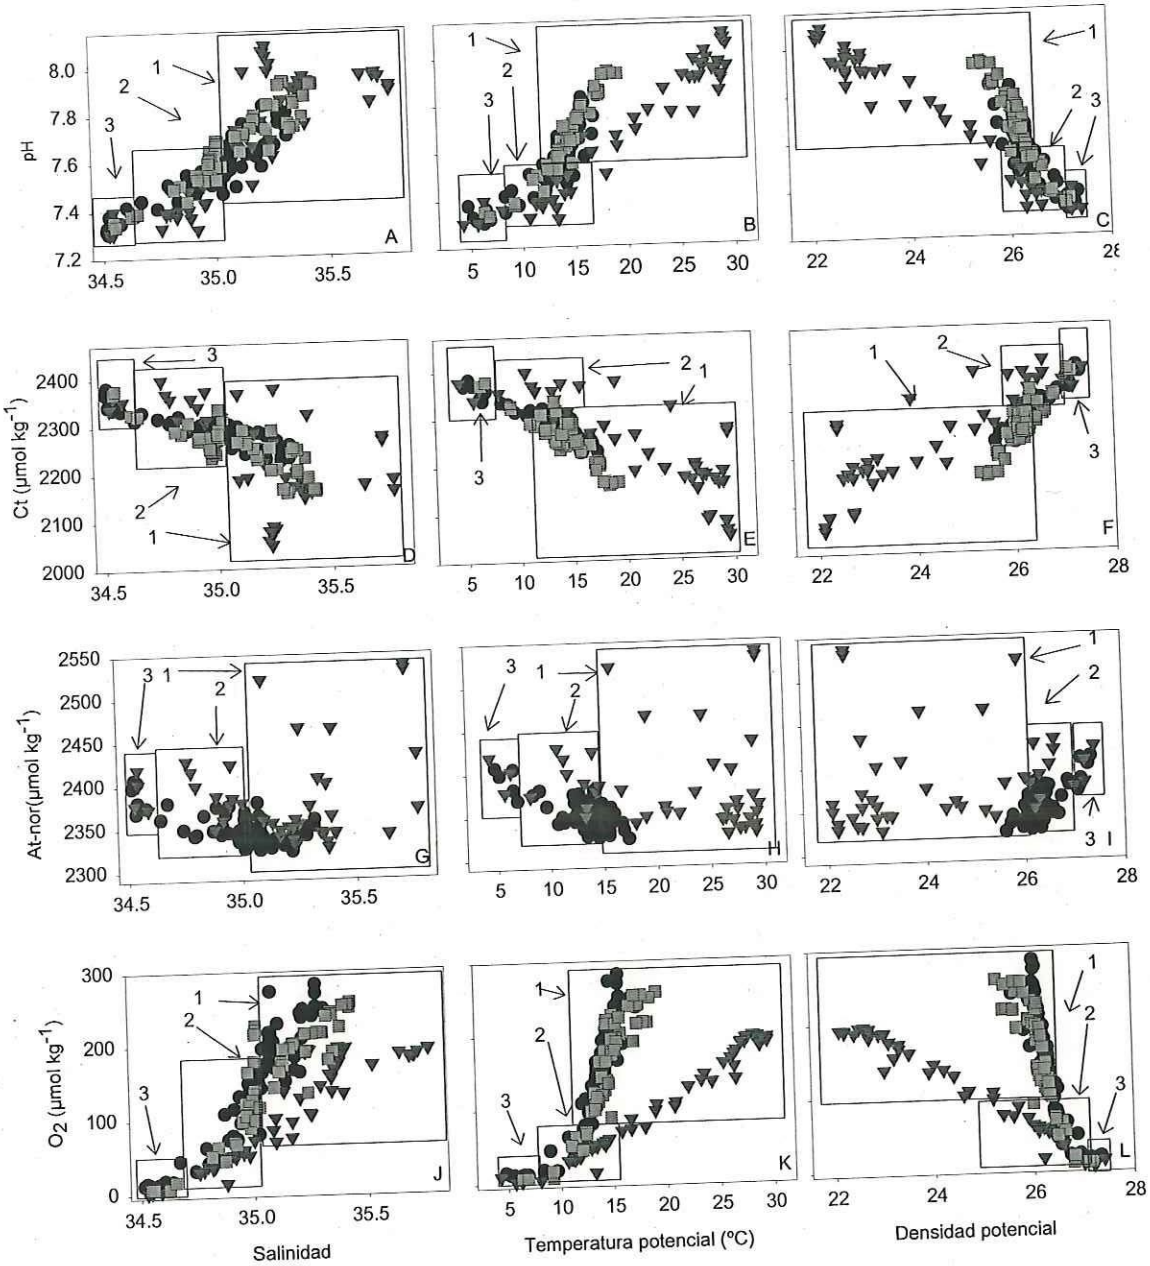 pH
8.0
7.8
7.6
7.4
7.2
1
2
3
A
34.5 35.0 35.5
1
2
3
B
5 10 15 20 25 30
1
2
3
C
22 24 26 28
Ct (µmol kg-1)
2400
2300
2200
2100
2000
3
2
1
D
34.5 35.0 35.5
2
1
3
E
5 10 15 20 25 30
1
2
3
F
22 24 26 28
At-nor(µmol kg-1)
2550
2500
2450
2400
2350
2300
3 1
2
G
34.5 35.0 35.5
3
1
2
H
5 10 15 20 25 30
1
2
3 I
22 24 26 28
O2 (µmol kg-1)
300
200
100
0
1
2
3
J
34.5 35.0 35.5
Salinidad
1
2
3
K
5 10 15 20 25 30
Temperatura potencial (ºC)
1
2
3
L
22 24 26 28
Densidad potencial